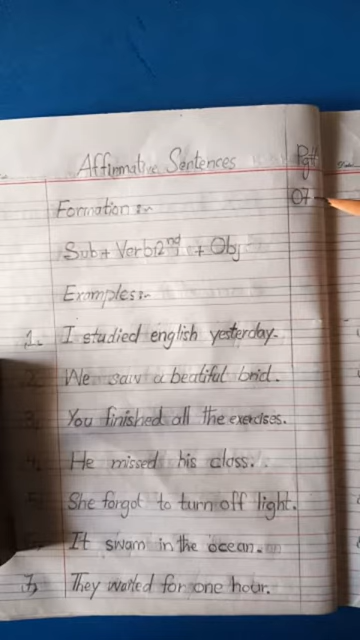 Affirmative Sentences Pg#
07
Formation:-
Sub + Verb 2nd + Obj
Examples:-
1. I studied english yesterday.
2. We saw a beatiful brid.
3. You finished all the exercises.
4. He missed his class.
5. She forgot to turn off light.
6. It swam in the ocean.
7, They waited for one hour.